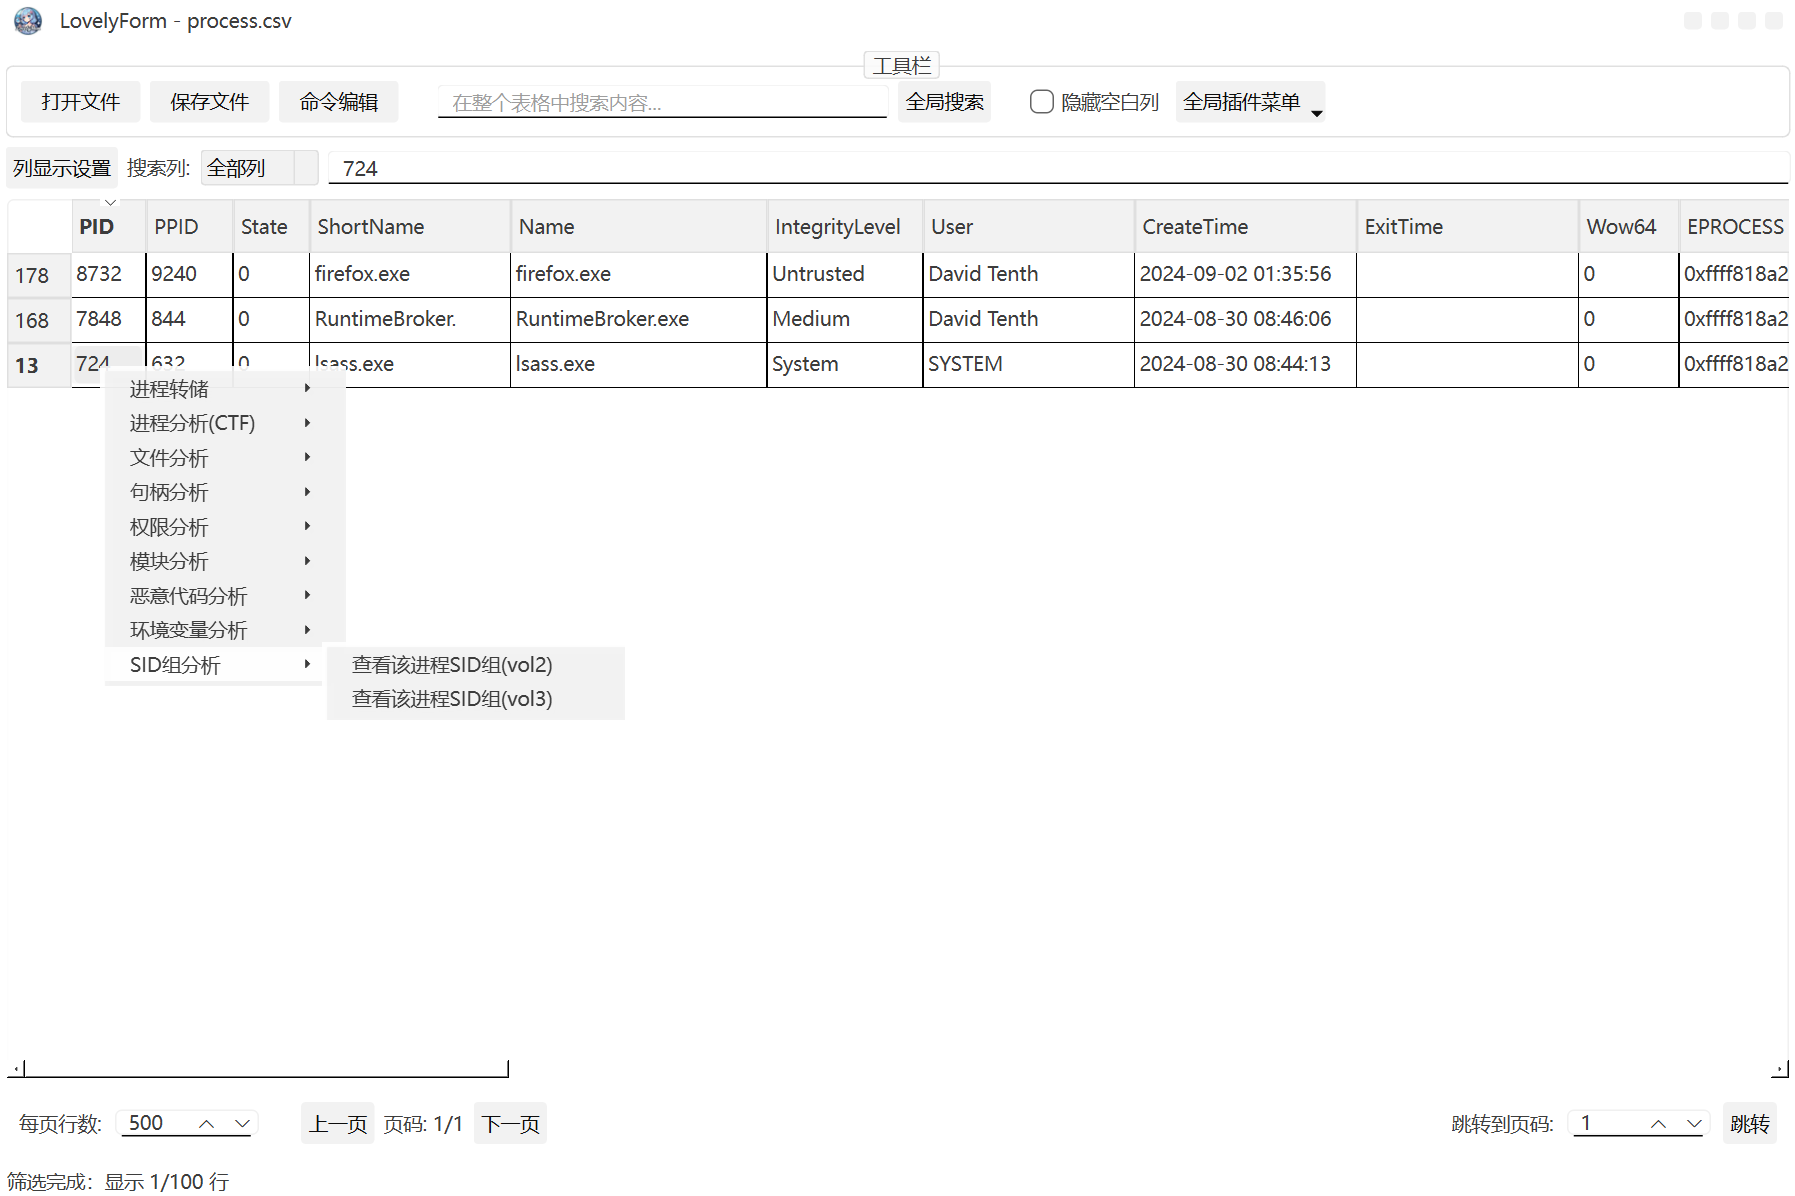 LovelyForm - process.csv
工具栏
打开文件 保存文件 命令编辑 在整个表格中搜索内容... 全局搜索 隐藏空白列 全局插件菜单
列显示设置 搜索列: 全部列 724
PID PPID State ShortName Name IntegrityLevel User CreateTime ExitTime Wow64 EPROCESS
178 8732 9240 0 firefox.exe firefox.exe Untrusted David Tenth 2024-09-02 01:35:56 0 0xffff818a2
168 7848 844 0 RuntimeBroker. RuntimeBroker.exe Medium David Tenth 2024-08-30 08:46:06 0 0xffff818a2
13 724 632 0 lsass.exe lsass.exe System SYSTEM 2024-08-30 08:44:13 0 0xffff818a2
进程转储
进程分析(CTF)
文件分析
句柄分析
权限分析
模块分析
恶意代码分析
环境变量分析
SID组分析 查看该进程SID组(vol2)
查看该进程SID组(vol3)
每页行数: 500 上一页 页码: 1/1 下一页 跳转到页码: 1 跳转
筛选完成：显示 1/100 行